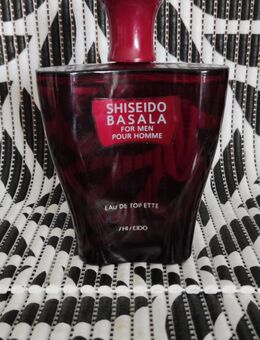 SHISEIDO
BASALA
FOR MEN
POUR HOMME
EAU DE TOILETTE
SHISEIDO